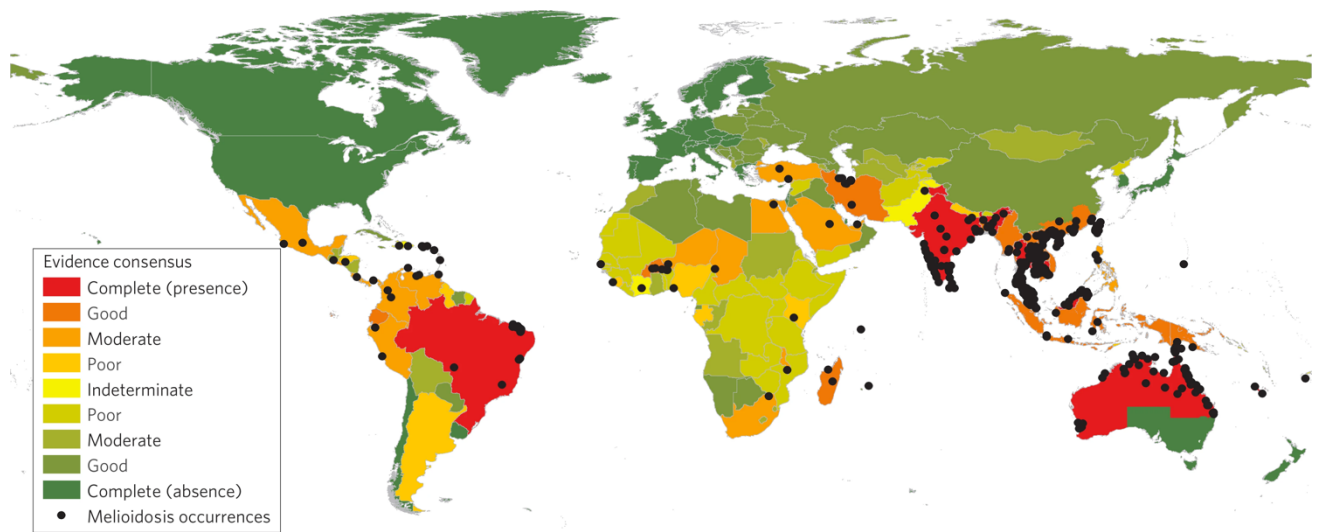 Evidence consensus
Complete (presence)
Good
Moderate
Poor
Indeterminate
Poor
Moderate
Good
Complete (absence)
Melioidosis occurrences